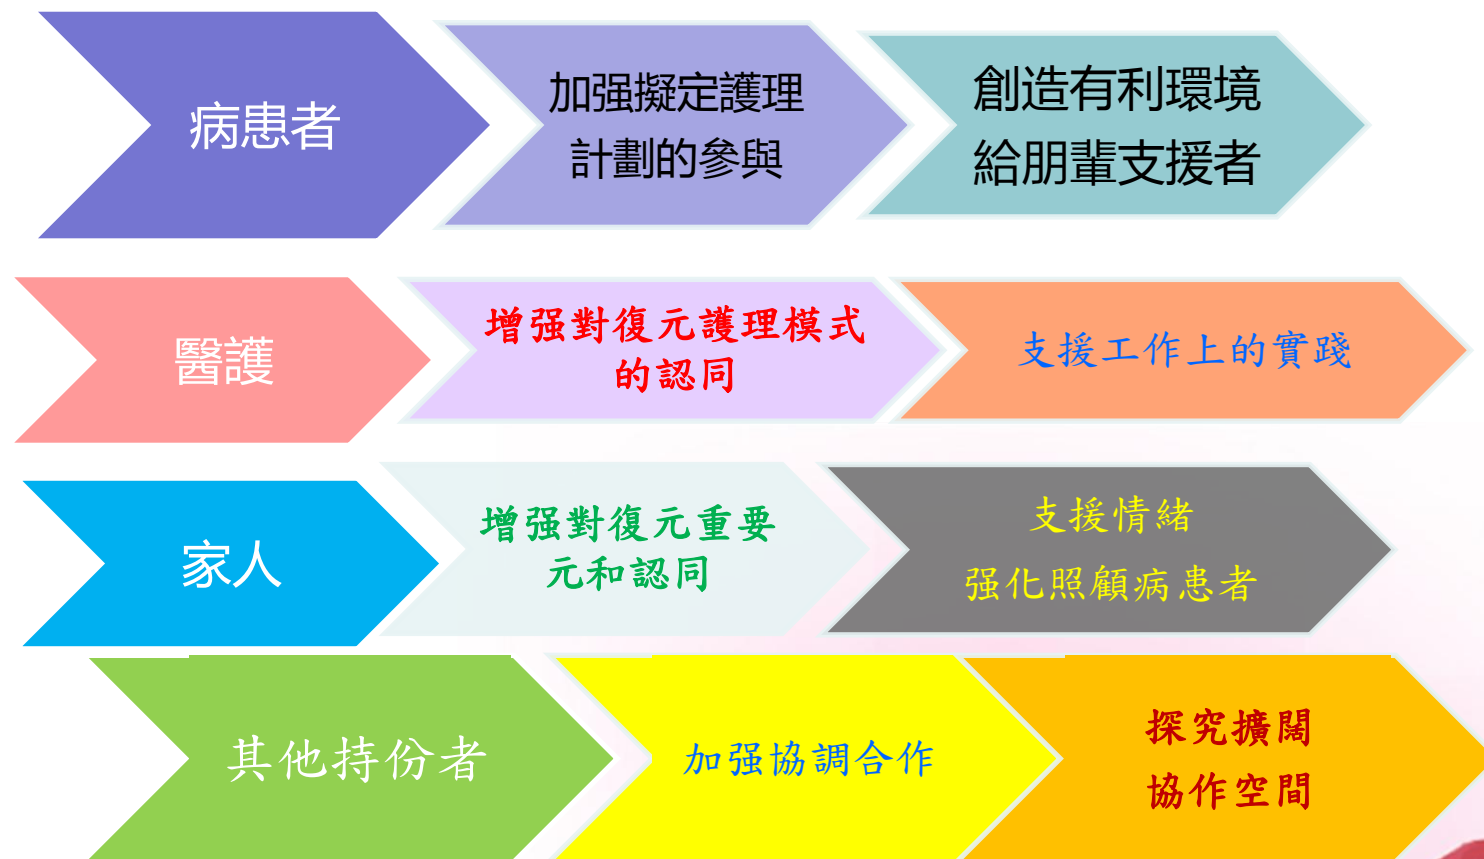 病患者
加强擬定護理
計劃的參與
創造有利環境
給朋輩支援者
醫護
增强對復元護理模式
的認同
支援工作上的實踐
家人
增强對復元重要
元和認同
支援情緒
强化照顧病患者
其他持份者
加强協調合作
探究擴闊
協作空間